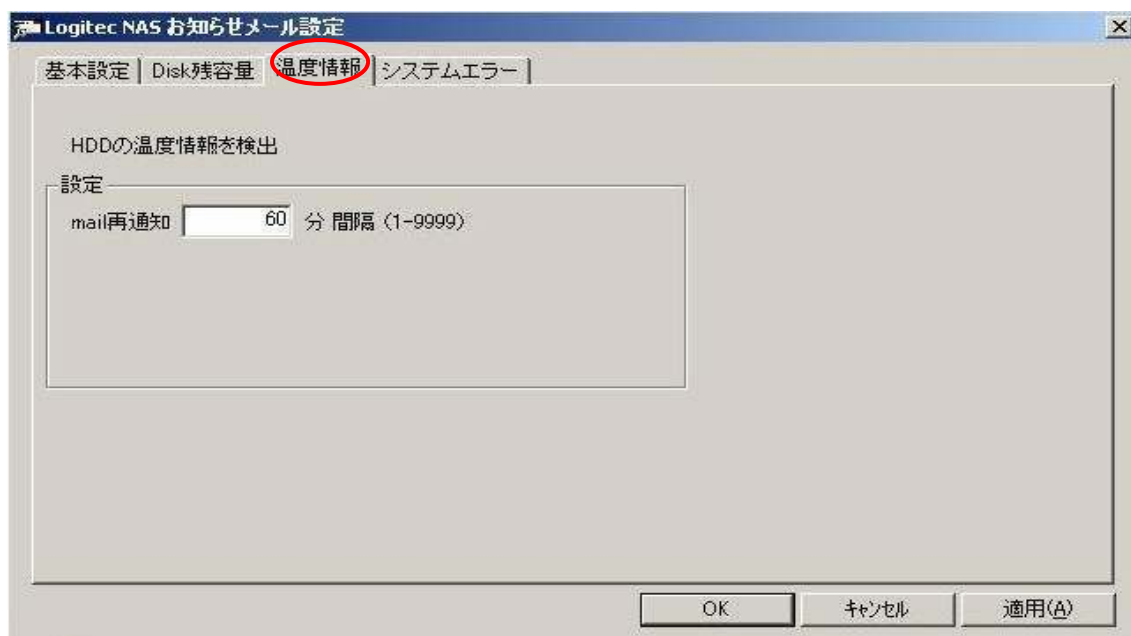 Logitec NAS お知らせメール設定
基本設定 Disk残容量 温度情報 システムエラー
HDDの温度情報を検出
設定
mail再通知 60 分 間隔 (1-9999)
OK キャンセル 適用(A)